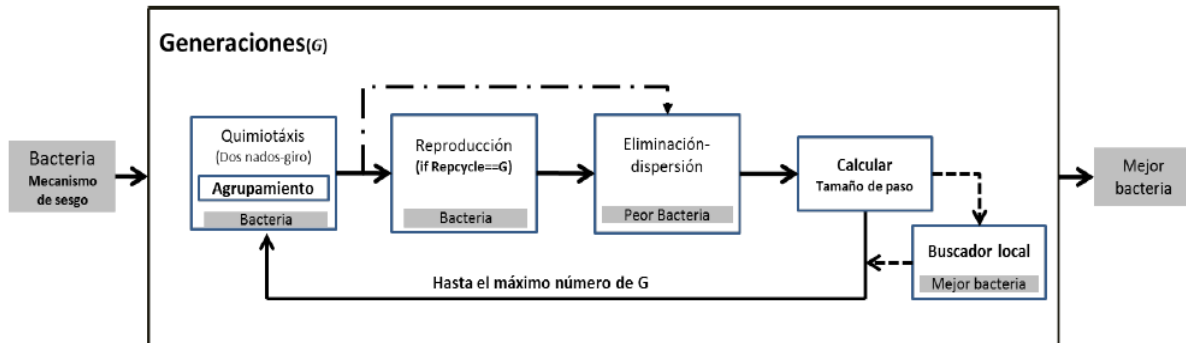 Generaciones(G)
Bacteria
Mecanismo
de sesgo
Quimiotáxis
(Dos nados-giro)
Agrupamiento
Bacteria
Reproducción
(if Repcycle==G)
Bacteria
Eliminación-
dispersión
Peor Bacteria
Calcular
Tamaño de paso
Buscador local
Mejor bacteria
Hasta el máximo número de G
Mejor
bacteria